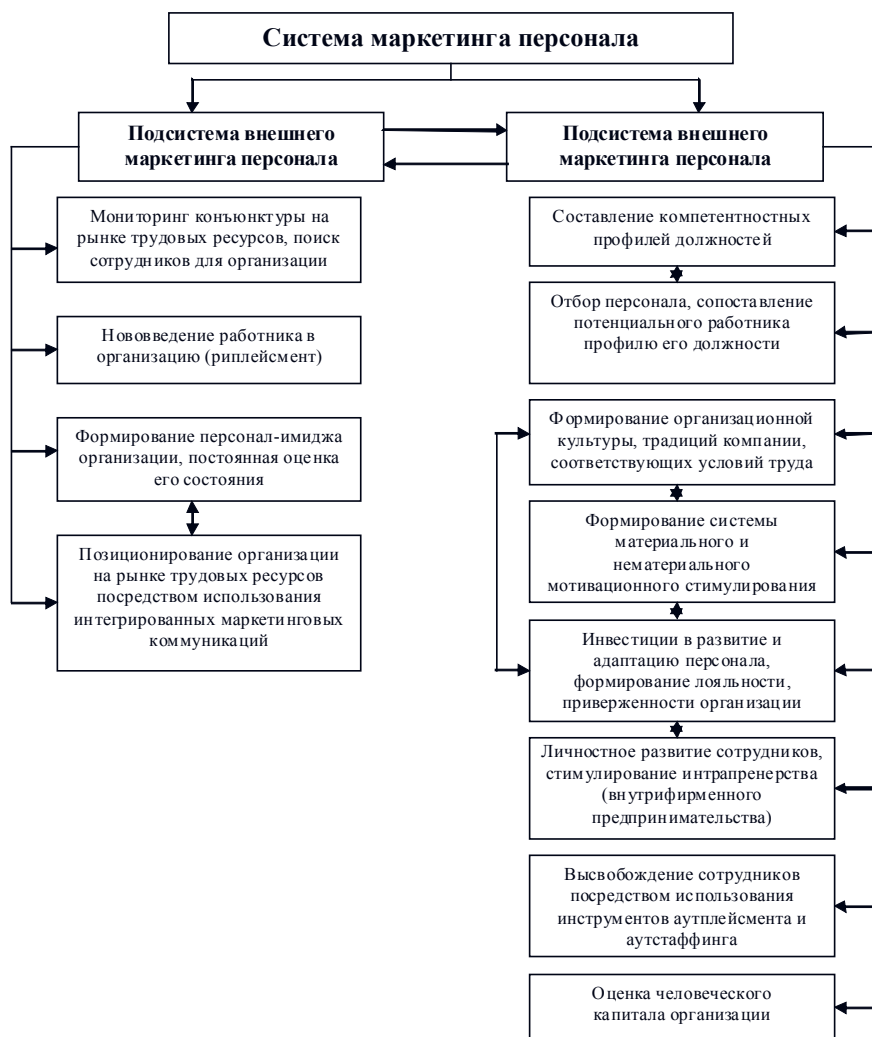 Система маркетинга персонала
Подсистема внешнего
маркетинга персонала
Мониторинг конъюнктуры на
рынке трудовых ресурсов, поиск
сотрудников для организации
Нововведение работника в
организацию (риплейсмент)
Формирование персонал-имиджа
организации, постоянная оценка
его состояния
Позиционирование организации
на рынке трудовых ресурсов
посредством использования
интегрированных маркетинговых
коммуникаций
Подсистема внешнего
маркетинга персонала
Составление компетентностных
профилей должностей
Отбор персонала, сопоставление
потенциального работника
профилю его должности
Формирование организационной
культуры, традиций компании,
соответствующих условий труда
Формирование системы
материального и
нематериального
мотивационного стимулирования
Инвестиции в развитие и
адаптацию персонала,
формирование лояльности,
приверженности организации
Личностное развитие сотрудников,
стимулирование интрапренерства
(внутрифирменного
предпринимательства)
Высвобождение сотрудников
посредством использования
инструментов аутплейсмента и
аутстаффинга
Оценка человеческого
капитала организации